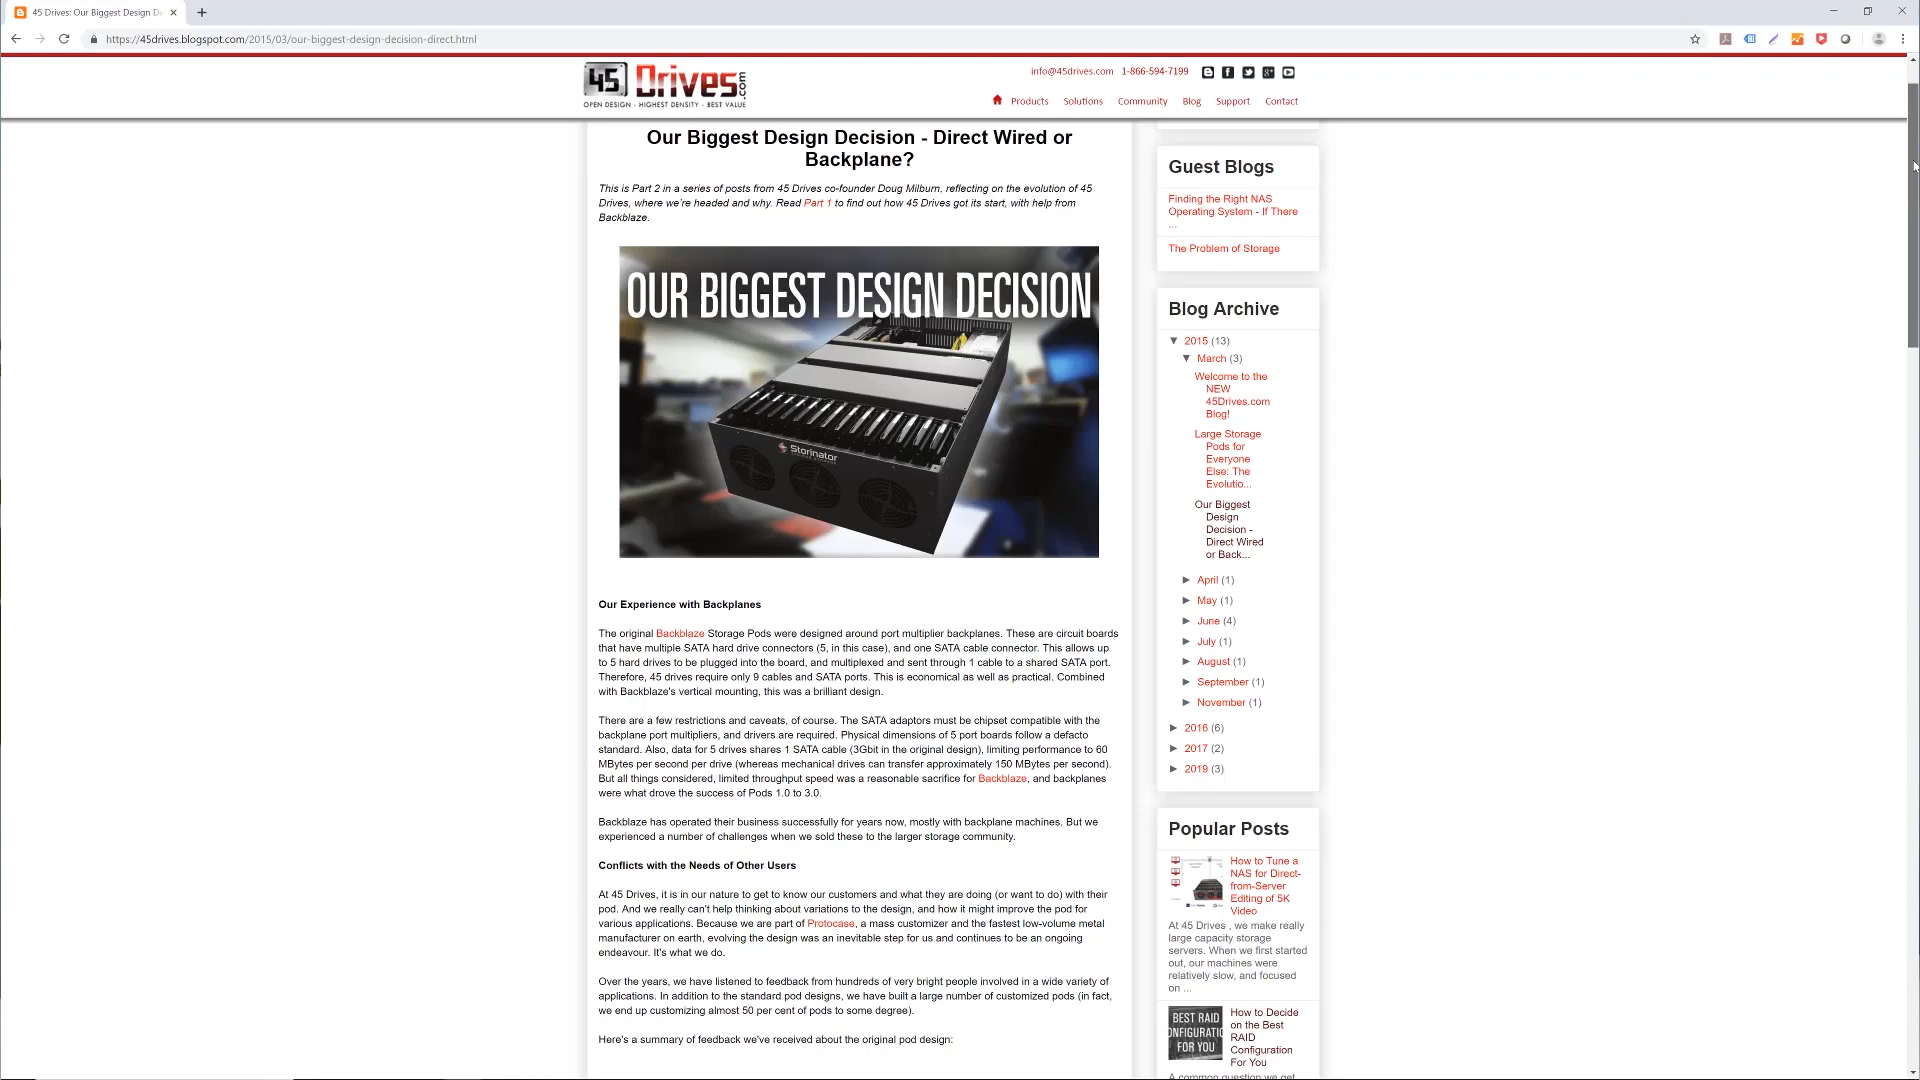 45 Drives: Our Biggest Design De
https://45drives.blogspot.com/2015/03/our-biggest-design-decision-direct.html
45 Drives.com
OPEN DESIGN - HIGHEST DENSITY - BEST VALUE
info@45drives.com 1-866-594-7199
Products Solutions Community Blog Support Contact
Our Biggest Design Decision - Direct Wired or
Backplane?
This is Part 2 in a series of posts from 45 Drives co-founder Doug Milburn, reflecting on the evolution of 45
Drives, where we're headed and why. Read Part 1 to find out how 45 Drives got its start, with help from
Backblaze.
OUR BIGGEST DESIGN DECISION
Storinator
Our Experience with Backplanes
The original Backblaze Storage Pods were designed around port multiplier backplanes. These are circuit boards
that have multiple SATA hard drive connectors (5, in this case), and one SATA cable connector. This allows up
to 5 hard drives to be plugged into the board, and multiplexed and sent through 1 cable to a shared SATA port.
Therefore, 45 drives require only 9 cables and SATA ports. This is economical as well as practical. Combined
with Backblaze's vertical mounting, this was a brilliant design.
There are a few restrictions and caveats, of course. The SATA adaptors must be chipset compatible with the
backplane port multipliers, and drivers are required. Physical dimensions of 5 port boards follow a defacto
standard. Also, data for 5 drives shares 1 SATA cable (3Gbit in the original design), limiting performance to 60
MBytes per second per drive (whereas mechanical drives can transfer approximately 150 MBytes per second).
But all things considered, limited throughput speed was a reasonable sacrifice for Backblaze, and backplanes
were what drove the success of Pods 1.0 to 3.0.
Backblaze has operated their business successfully for years now, mostly with backplane machines. But we
experienced a number of challenges when we sold these to the larger storage community.
Conflicts with the Needs of Other Users
At 45 Drives, it is in our nature to get to know our customers and what they are doing (or want to do) with their
pod. And we really can't help thinking about variations to the design, and how it might improve the pod for
various applications. Because we are part of Protocase, a mass customizer and the fastest low-volume metal
manufacturer on earth, evolving the design was an inevitable step for us and continues to be an ongoing
endeavour. It's what we do.
Over the years, we have listened to feedback from hundreds of very bright people involved in a wide variety of
applications. In addition to the standard pod designs, we have built a large number of customized pods (in fact,
we end up customizing almost 50 per cent of pods to some degree).
Here's a summary of feedback we've received about the original pod design:
Guest Blogs
Finding the Right NAS
Operating System - If There
...
The Problem of Storage
Blog Archive
▼ 2015 (13)
▼ March (3)
Welcome to the
NEW
45Drives.com
Blog!
Large Storage
Pods for
Everyone
Else: The
Evolutio...
Our Biggest
Design
Decision -
Direct Wired
or Back...
► April (1)
► May (1)
► June (4)
► July (1)
► August (1)
► September (1)
► November (1)
► 2016 (6)
► 2017 (2)
► 2019 (3)
Popular Posts
How to Tune a
NAS for Direct-
from-Server
Editing of 5K
Video
At 45 Drives , we make really
large capacity storage
servers. When we first started
out, our machines were
relatively slow, and focused
on ...
BEST RAID
ONFIGURATIO
FOR YOU
How to Decide
on the Best
RAID
Configuration
For You
A common question we get